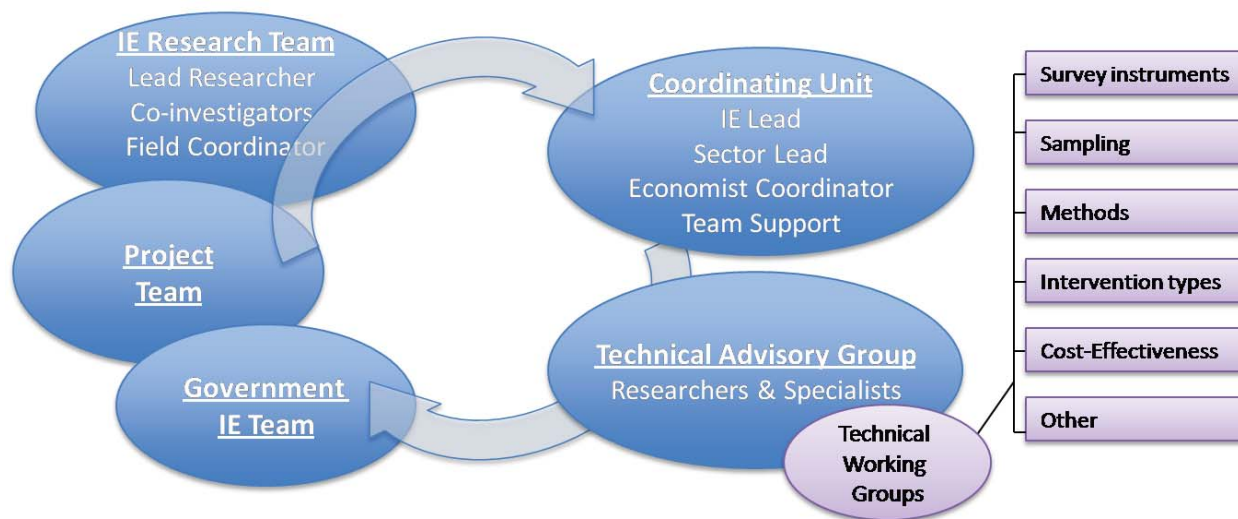 IE Research Team
Lead Researcher
Co-investigators
Field Coordinator
Project
Team
Government
IE Team
Coordinating Unit
IE Lead
Sector Lead
Economist Coordinator
Team Support
Technical Advisory Group
Researchers & Specialists
Technical
Working
Groups
Survey instruments
Sampling
Methods
Intervention types
Cost-Effectiveness
Other